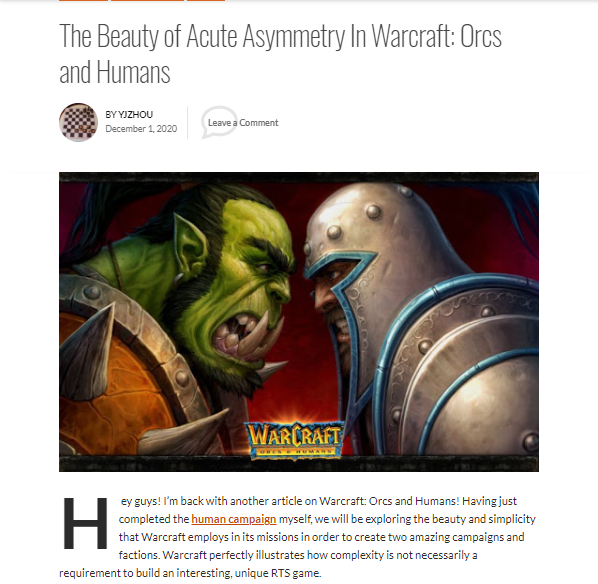 The Beauty of Acute Asymmetry In Warcraft: Orcs
and Humans
BY YJZHOU
December 1, 2020
Leave a Comment
WARCRAFT
ORCS & HUMANS
Hey guys! I'm back with another article on Warcraft: Orcs and Humans! Having just
completed the human campaign myself, we will be exploring the beauty and simplicity
that Warcraft employs in its missions in order to create two amazing campaigns and
factions. Warcraft perfectly illustrates how complexity is not necessarily a
requirement to build an interesting, unique RTS game.